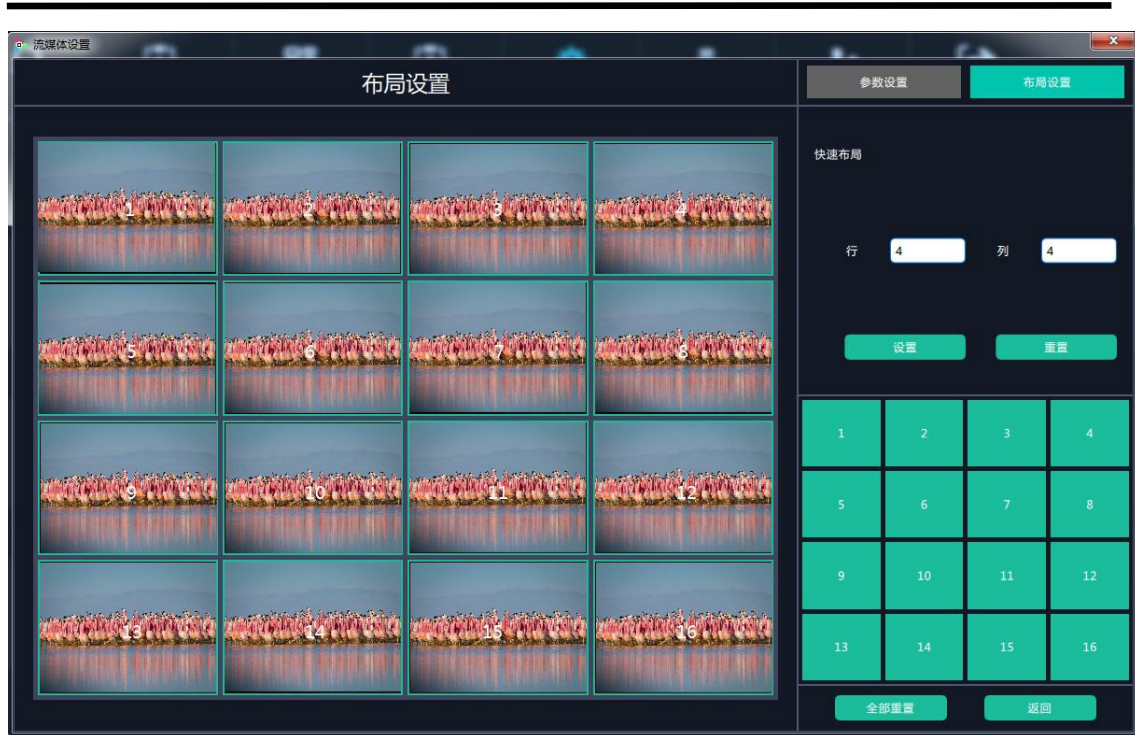 流媒体设置
布局设置
参数设置 布局设置
1 2 3 4
5 6 7 8
9 10 11 12
13 14 15 16
快速布局
行 4 列 4
设置 重置
1 2 3 4
5 6 7 8
9 10 11 12
13 14 15 16
全部重置 返回